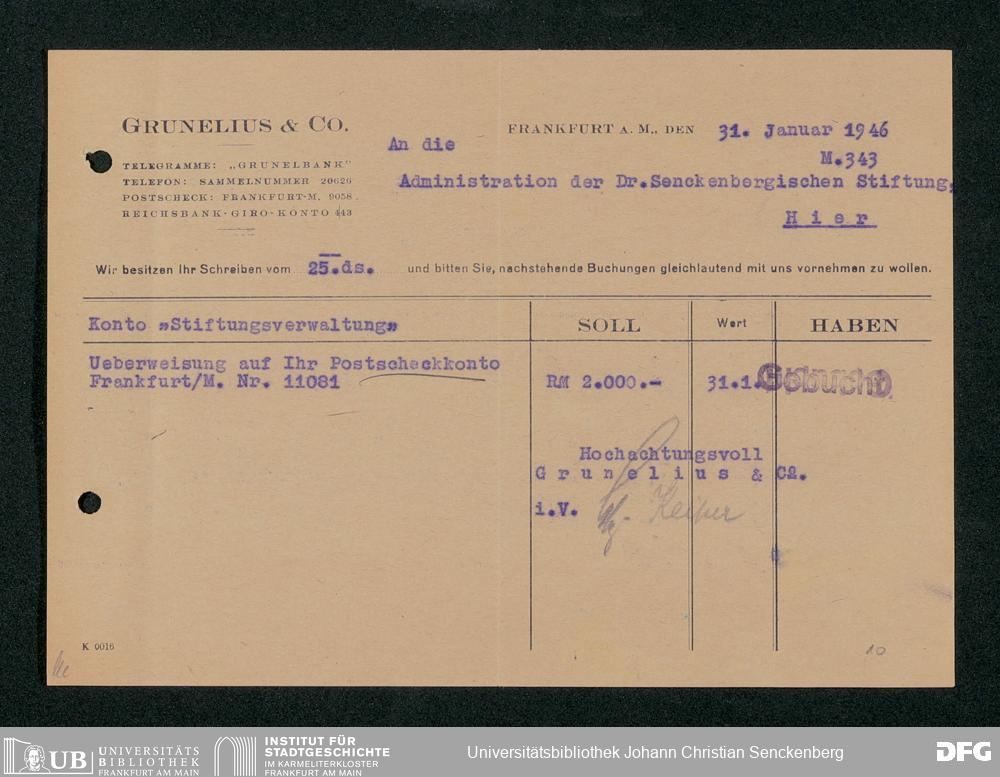 GRUNELIUS & CO.
TELEGRAMME: „GRUNELBANK"
TELEFON: SAMMELNUMMER 20626
POSTSCHECK: FRANKFURT-M. 9058
REICHSBANK-GIRO-KONTO 443
FRANKFURT A. M., DEN 31. Januar 1946
M.343
An die
Administration der Dr.Senckenbergischen Stiftung,
Hier
Wir besitzen Ihr Schreiben vom 25.ds. und bitten Sie, nachstehende Buchungen gleichlautend mit uns vornehmen zu wollen.
Konto "Stiftungsverwaltung" SOLL Wert HABEN
Ueberweisung auf Ihr Postscheckkonto
Frankfurt/M. Nr. 11081 RM 2.000.- 31.1. Gebucht
Hochachtungsvoll
Grunelius & Co.
i.V. Keiper
K 0016
10
UB UNIVERSITÄTS
BIBLIOTHEK
FRANKFURT AM MAIN
INSTITUT FÜR
STADTGESCHICHTE
IM KARMELITERKLOSTER
FRANKFURT AM MAIN
Universitätsbibliothek Johann Christian Senckenberg
DFG